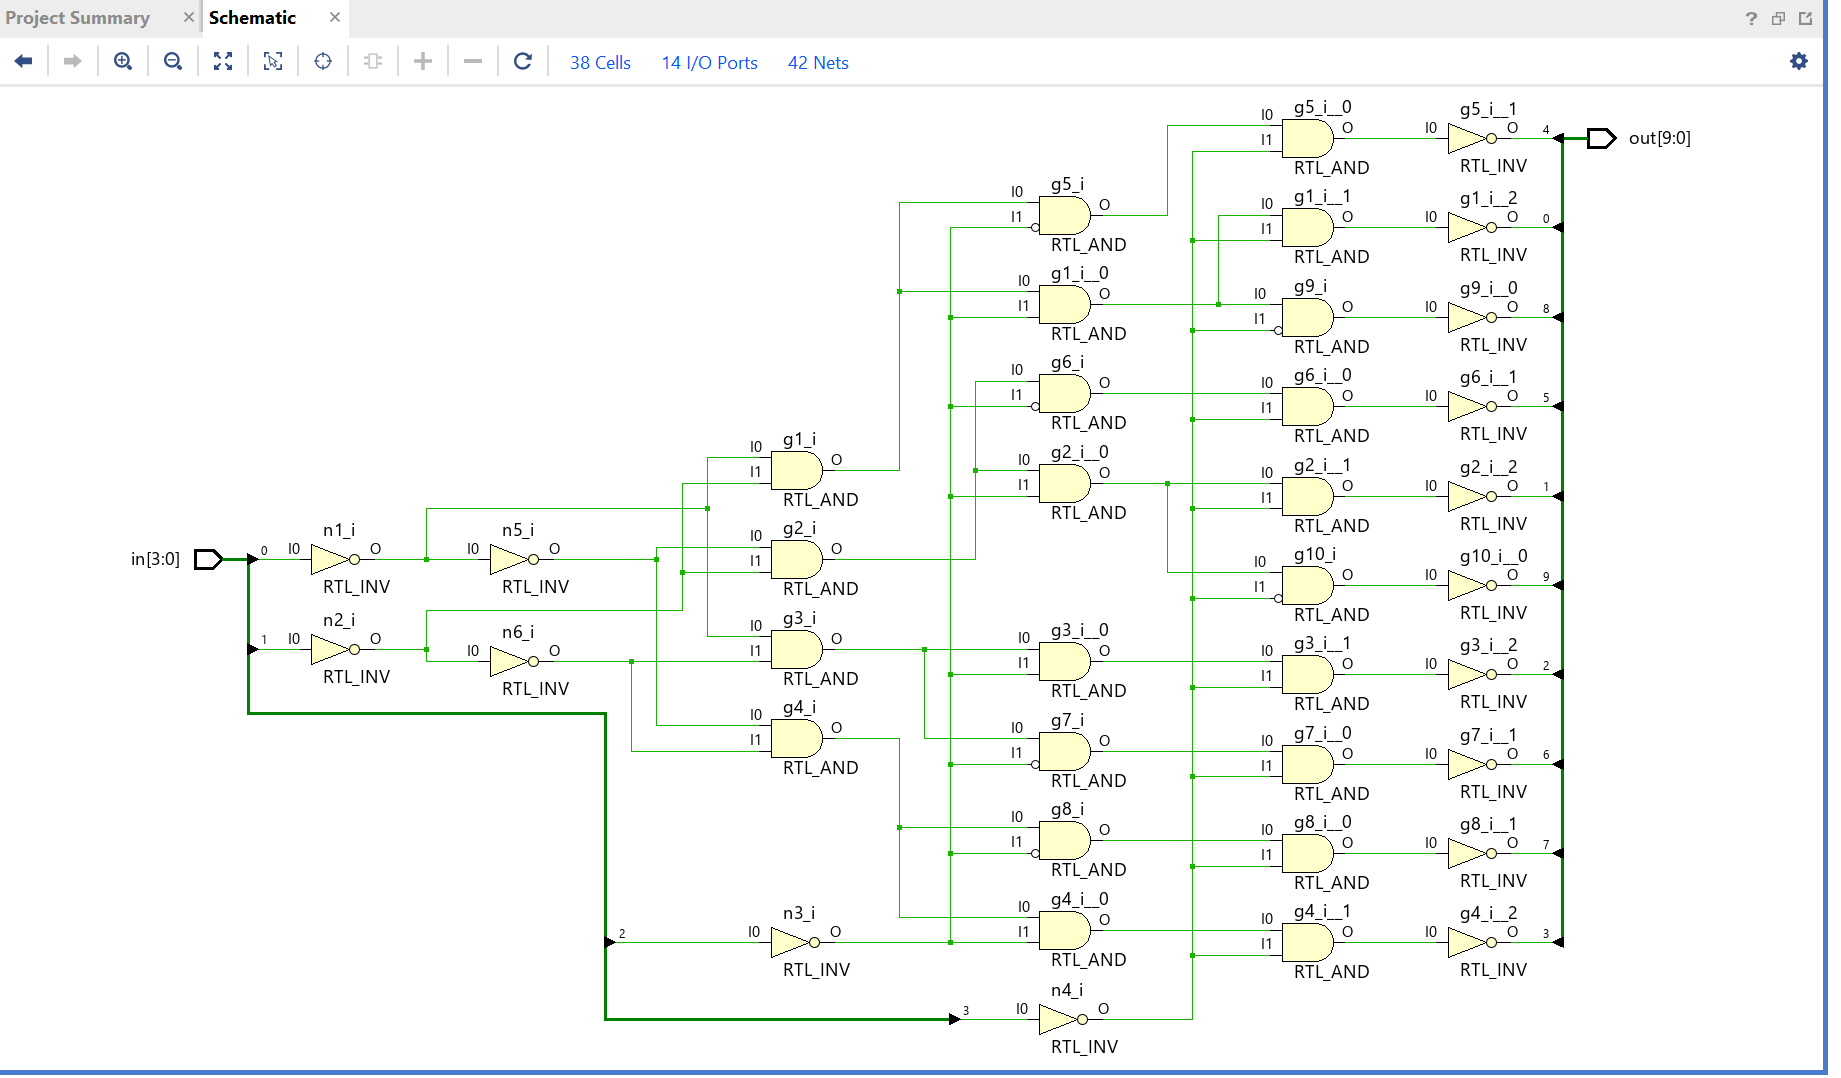 Project Summary × Schematic ×
?
38 Cells 14 I/O Ports 42 Nets
in[3:0]
0 I0 n1_i O RTL_INV
1 I0 n2_i O RTL_INV
I0 n5_i O RTL_INV
I0 n6_i O RTL_INV
I0 I1 g1_i O RTL_AND
I0 I1 g2_i O RTL_AND
I0 I1 g3_i O RTL_AND
I0 I1 g4_i O RTL_AND
2 I0 n3_i O RTL_INV
I0 I1 g5_i O RTL_AND
I0 I1 g1_i__0 O RTL_AND
I0 I1 g6_i O RTL_AND
I0 I1 g2_i__0 O RTL_AND
I0 I1 g3_i__0 O RTL_AND
I0 I1 g7_i O RTL_AND
I0 I1 g8_i O RTL_AND
I0 I1 g4_i__0 O RTL_AND
3 I0 n4_i O RTL_INV
I0 I1 g5_i__0 O RTL_AND
I0 I1 g1_i__1 O RTL_AND
I0 I1 g9_i O RTL_AND
I0 I1 g6_i__0 O RTL_AND
I0 I1 g2_i__1 O RTL_AND
I0 I1 g10_i O RTL_AND
I0 I1 g3_i__1 O RTL_AND
I0 I1 g7_i__0 O RTL_AND
I0 I1 g8_i__0 O RTL_AND
I0 I1 g4_i__1 O RTL_AND
I0 g5_i__1 O 4 RTL_INV
I0 g1_i__2 O 0 RTL_INV
I0 g9_i__0 O 8 RTL_INV
I0 g6_i__1 O 5 RTL_INV
I0 g2_i__2 O 1 RTL_INV
I0 g10_i__0 O 9 RTL_INV
I0 g3_i__2 O 2 RTL_INV
I0 g7_i__1 O 6 RTL_INV
I0 g8_i__1 O 7 RTL_INV
I0 g4_i__2 O 3 RTL_INV
out[9:0]